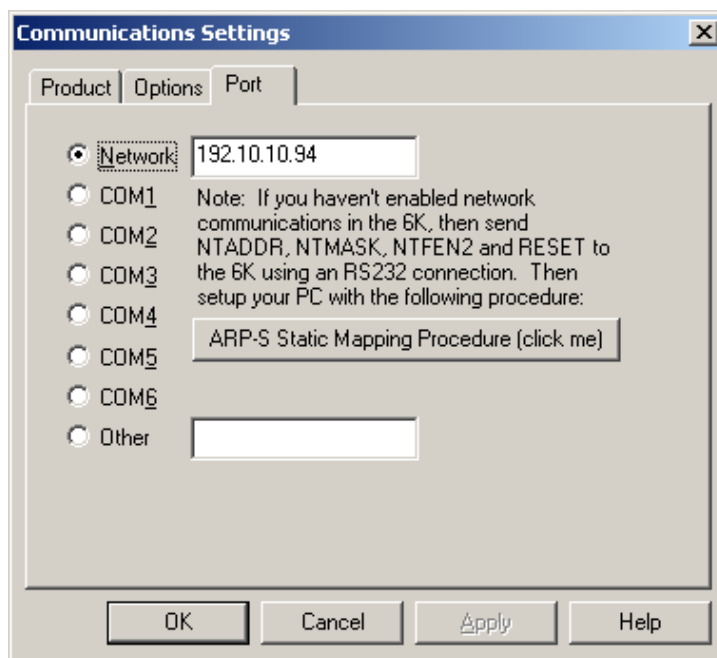 Communications Settings
Product Options Port
Network 192.10.10.94
COM1
Note: If you haven't enabled network
communications in the 6K, then send
NTADDR, NTMASK, NTFEN2 and RESET to
the 6K using an RS232 connection. Then
setup your PC with the following procedure:
COM2
COM3
COM4
ARP-S Static Mapping Procedure (click me)
COM5
COM6
Other
OK Cancel Apply Help